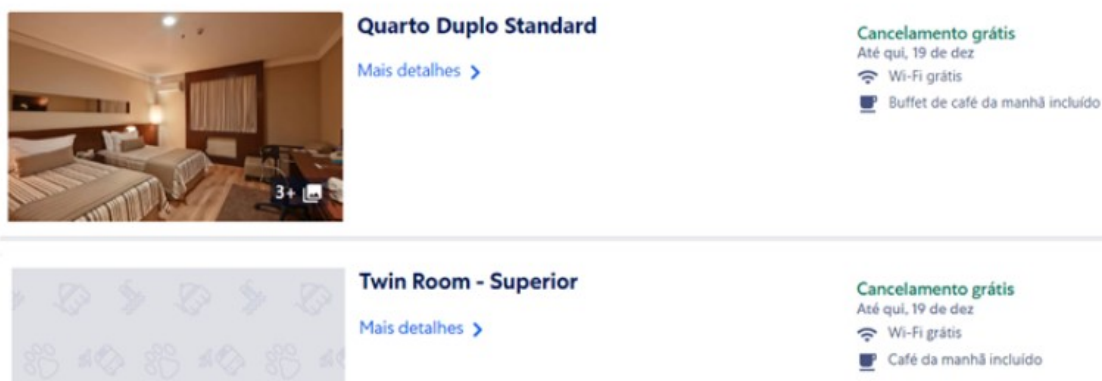 Quarto Duplo Standard
Mais detalhes
3+
Cancelamento grátis
Até qui, 19 de dez
Wi-Fi grátis
Buffet de café da manhã incluído
Twin Room - Superior
Mais detalhes
Cancelamento grátis
Até qui, 19 de dez
Wi-Fi grátis
Café da manhã incluído